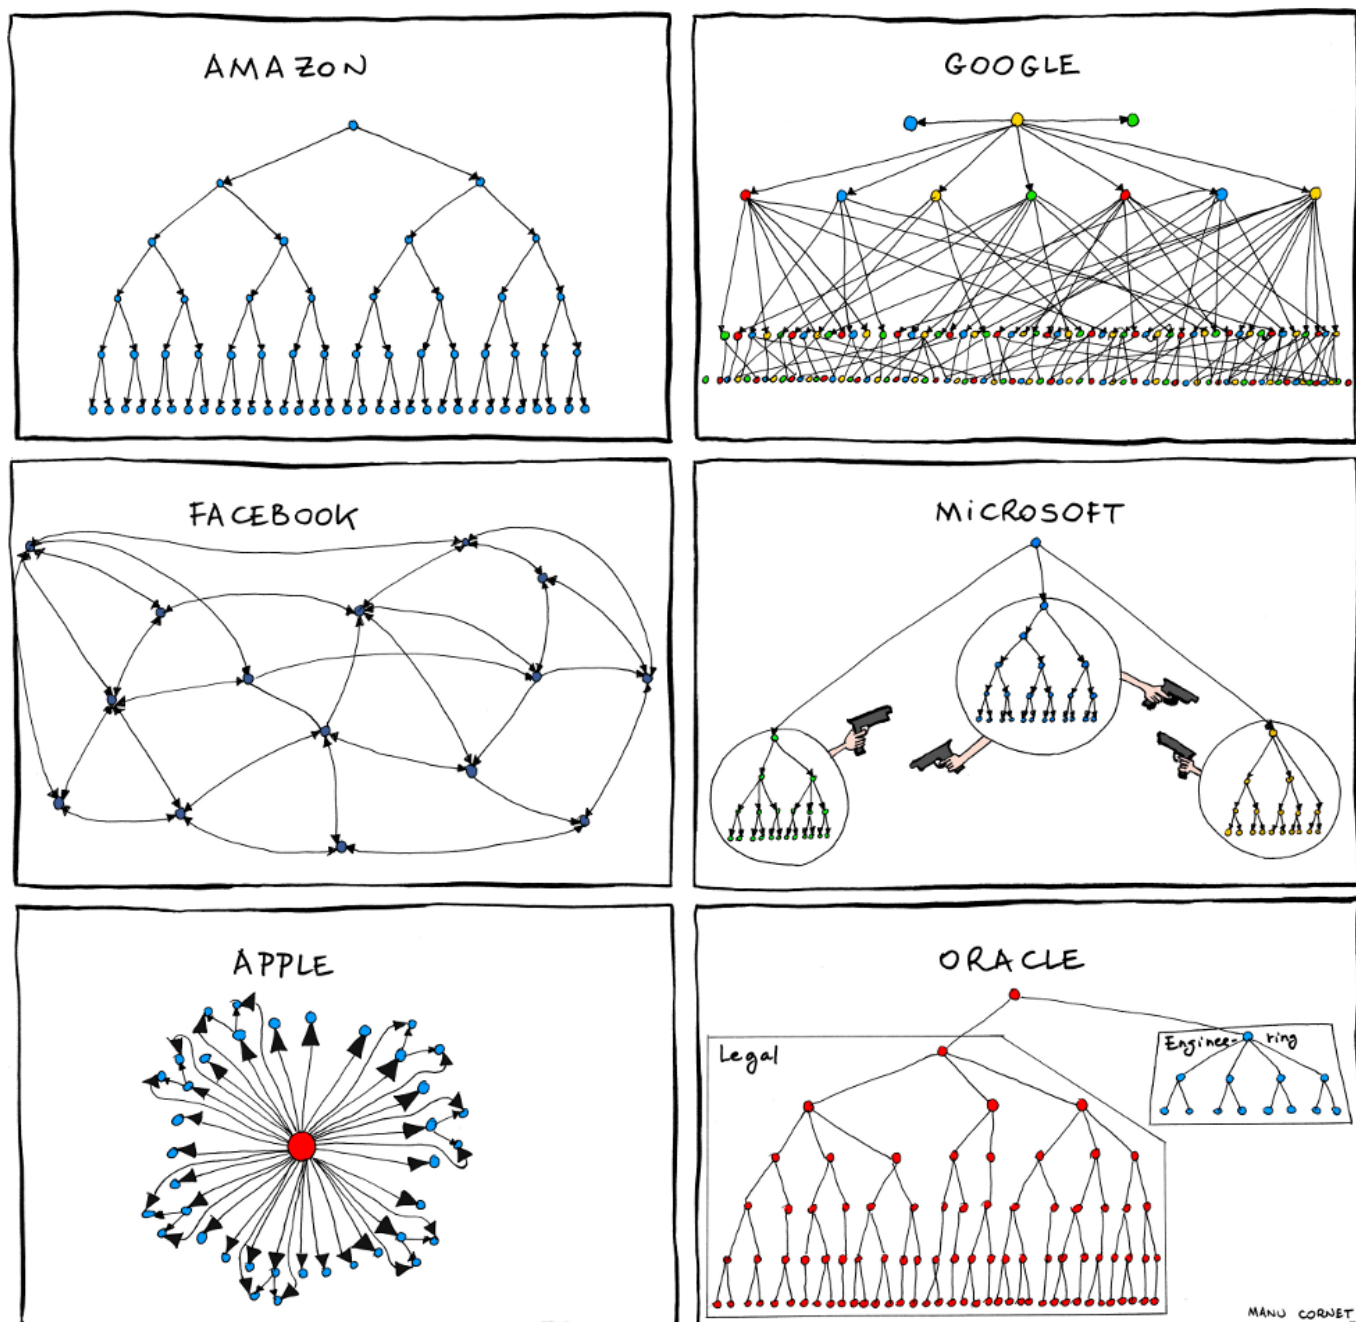 AMAZON
GOOGLE
FACEBOOK
MiCROSOFT
APPLE
ORACLE
Legal
Enginee- ring
MANU CORNET